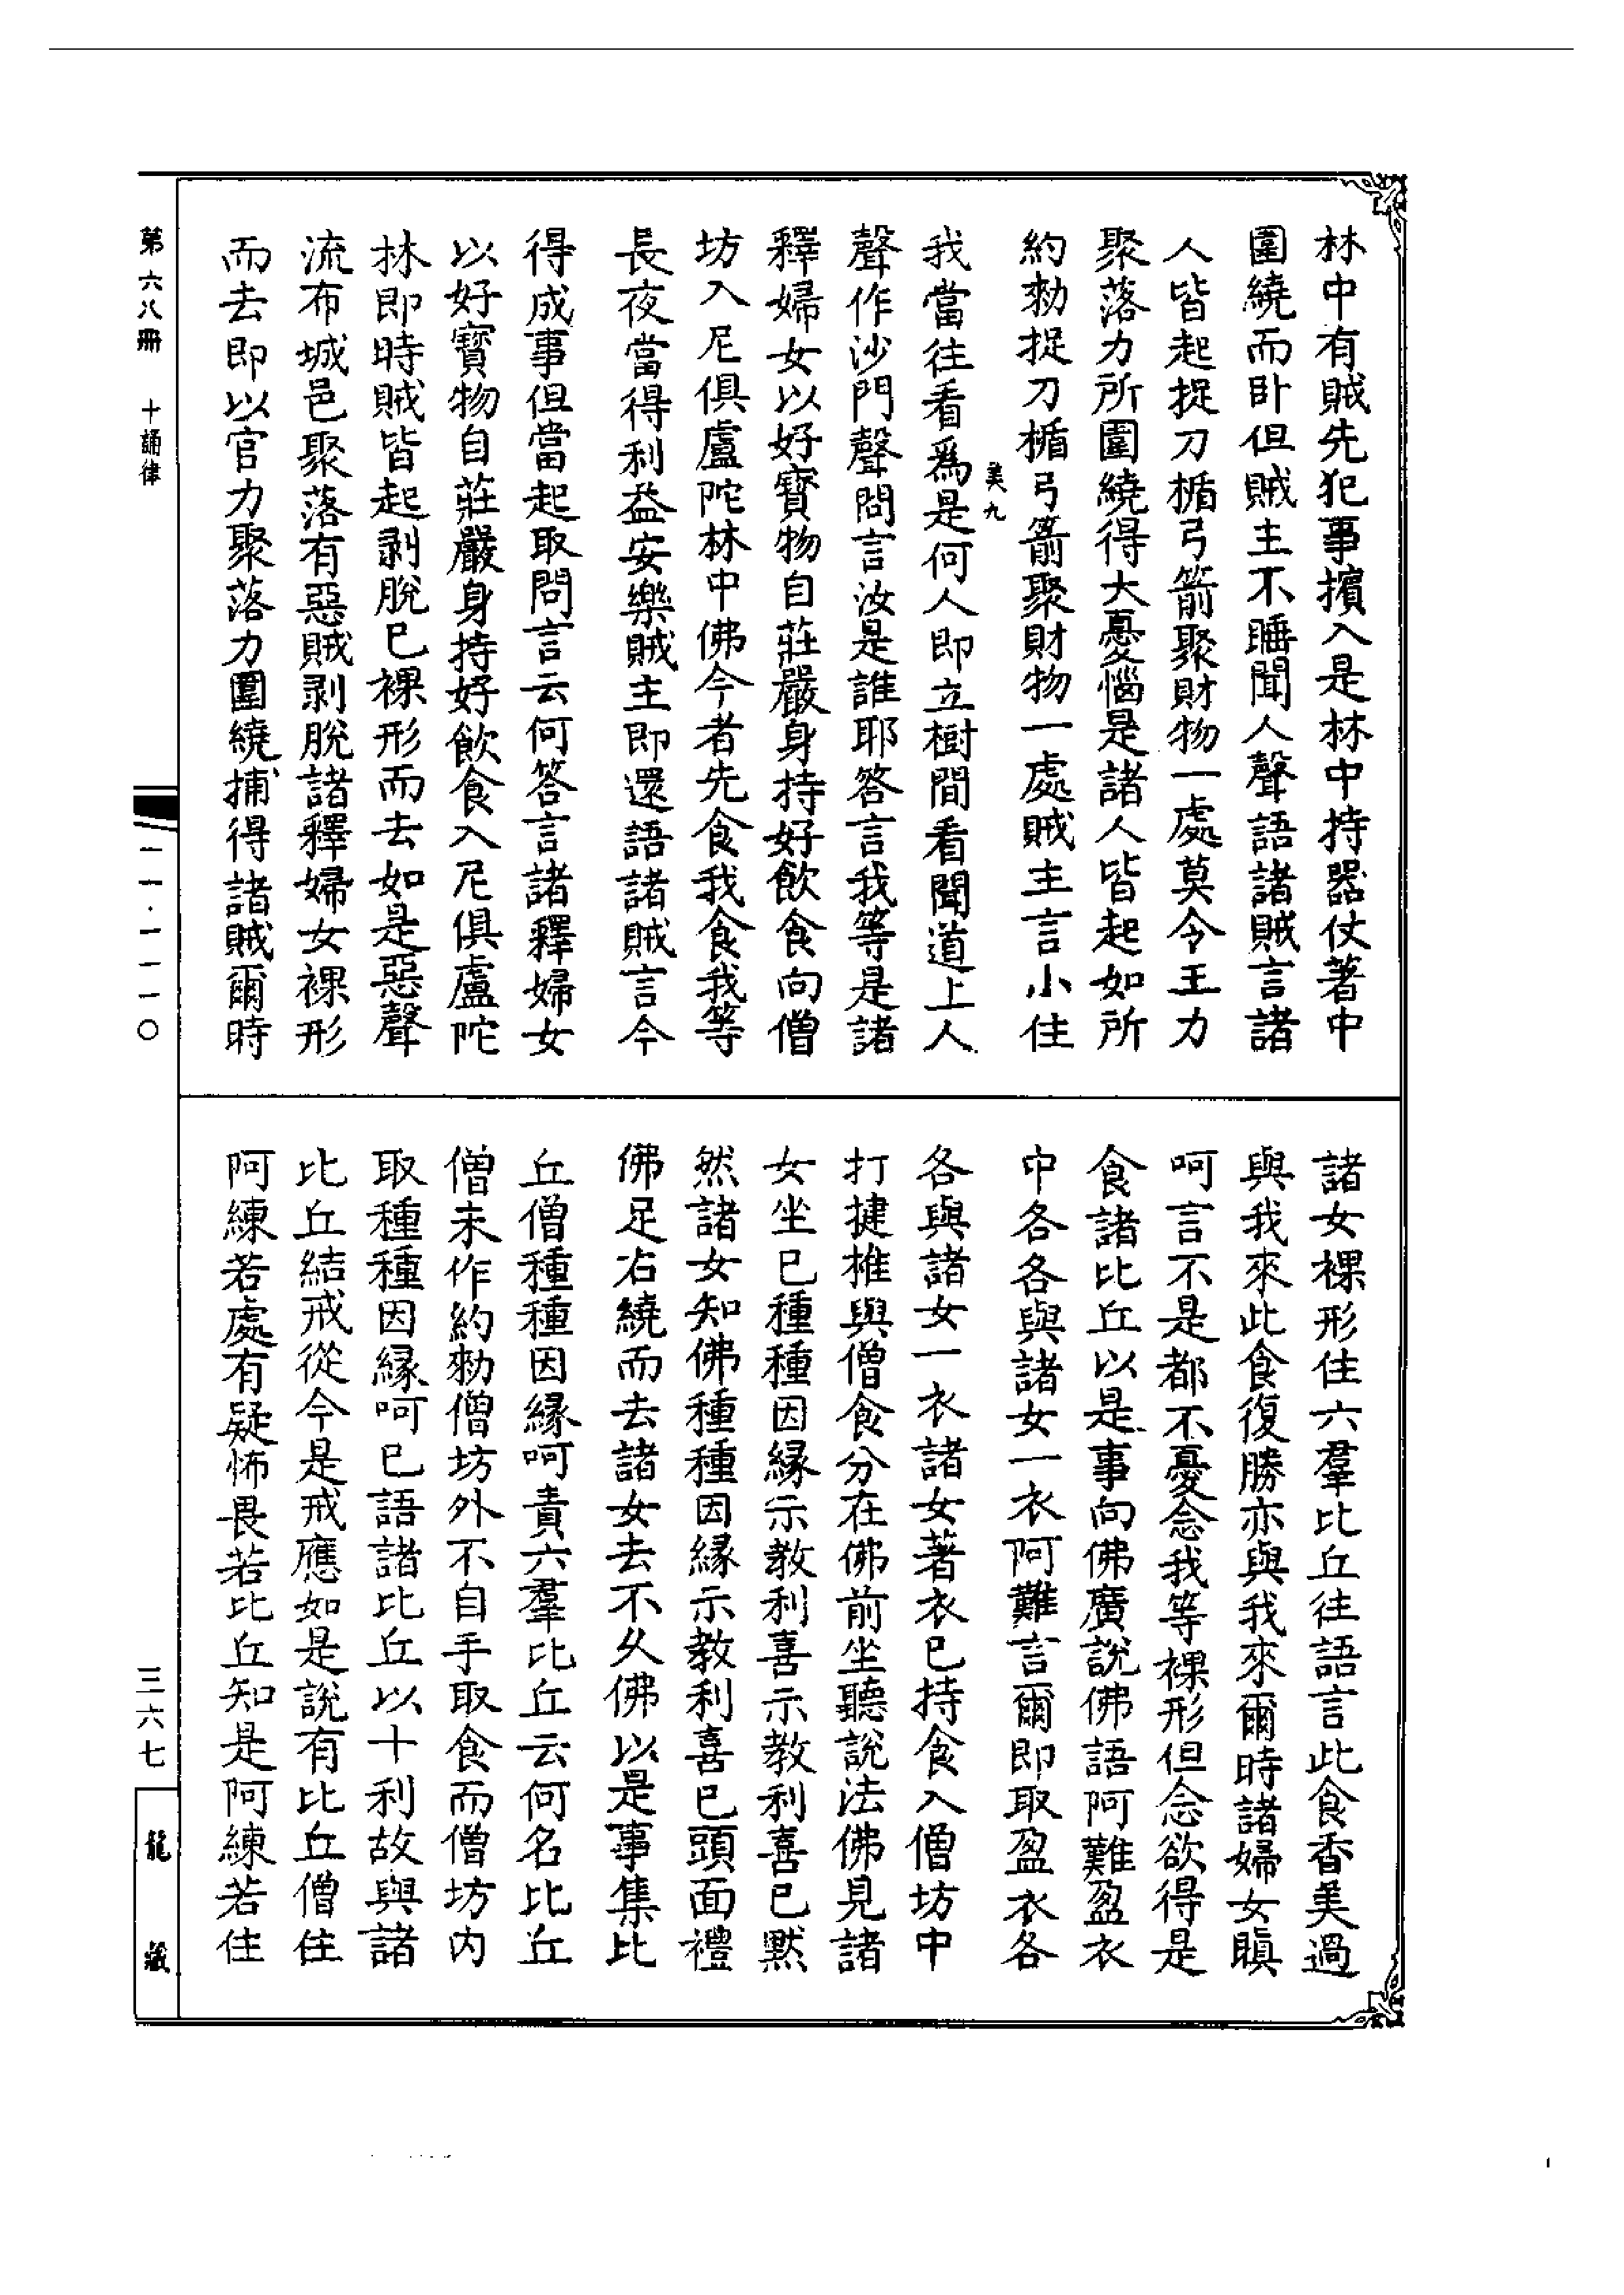 林中有賊先犯事擯入是林中持器仗著中
圍繞而卧但賊主不睡聞人聲語諸賊言諸
人皆起捉刀楯弓箭聚財物一處莫令王力
聚落力所圍繞得大憂惱是諸人皆起如所
約勑捉刀楯弓箭聚財物一處賊主言小住
美九
我當往看爲是何人即立樹間看聞道上人
聲作沙門聲問言汝是誰耶答言我等是諸
釋婦女以好寳物自莊嚴身持好飲食向僧
坊入尼俱盧陀林中佛今者先食我食我等
長夜當得利益安樂賊主即還語諸賊言今
得成事但當起取問言云何答言諸釋婦女
以好寳物自莊嚴身持好飲食入尼俱盧陀
林即時賊皆起剥脫已裸形而去如是惡聲
流布城邑聚落有惡賊剥脫諸釋婦女裸形
而去即以官力聚落力圍繞捕得諸賊爾時
諸女裸形住六羣比丘往語言此食香美過
與我來此食復勝亦與我來爾時諸婦女瞋
呵言不是都不憂念我等裸形但念欲得是
食諸比丘以是事向佛廣說佛語阿難盈衣
中各各與諸女一衣阿難言爾即取盈衣各
各與諸女一衣諸女著衣已持食入僧坊中
打揵椎與僧食分在佛前坐聽說法佛見諸
女坐已種種因緣示教利喜示教利喜已默
然諸女知佛種種因緣示教利喜已頭面禮
佛足右繞而去諸女去不久佛以是事集比
丘僧種種因緣呵責六羣比丘云何名比丘
僧未作約勑僧坊外不自手取食而僧坊内
取種種因緣呵已語諸比丘以十利故與諸
比丘結戒從今是戒應如是說有比丘僧住
阿練若處有疑怖畏若比丘知是阿練若住
第六八冊 十誦律
一一·一一一〇
三六七
龍藏